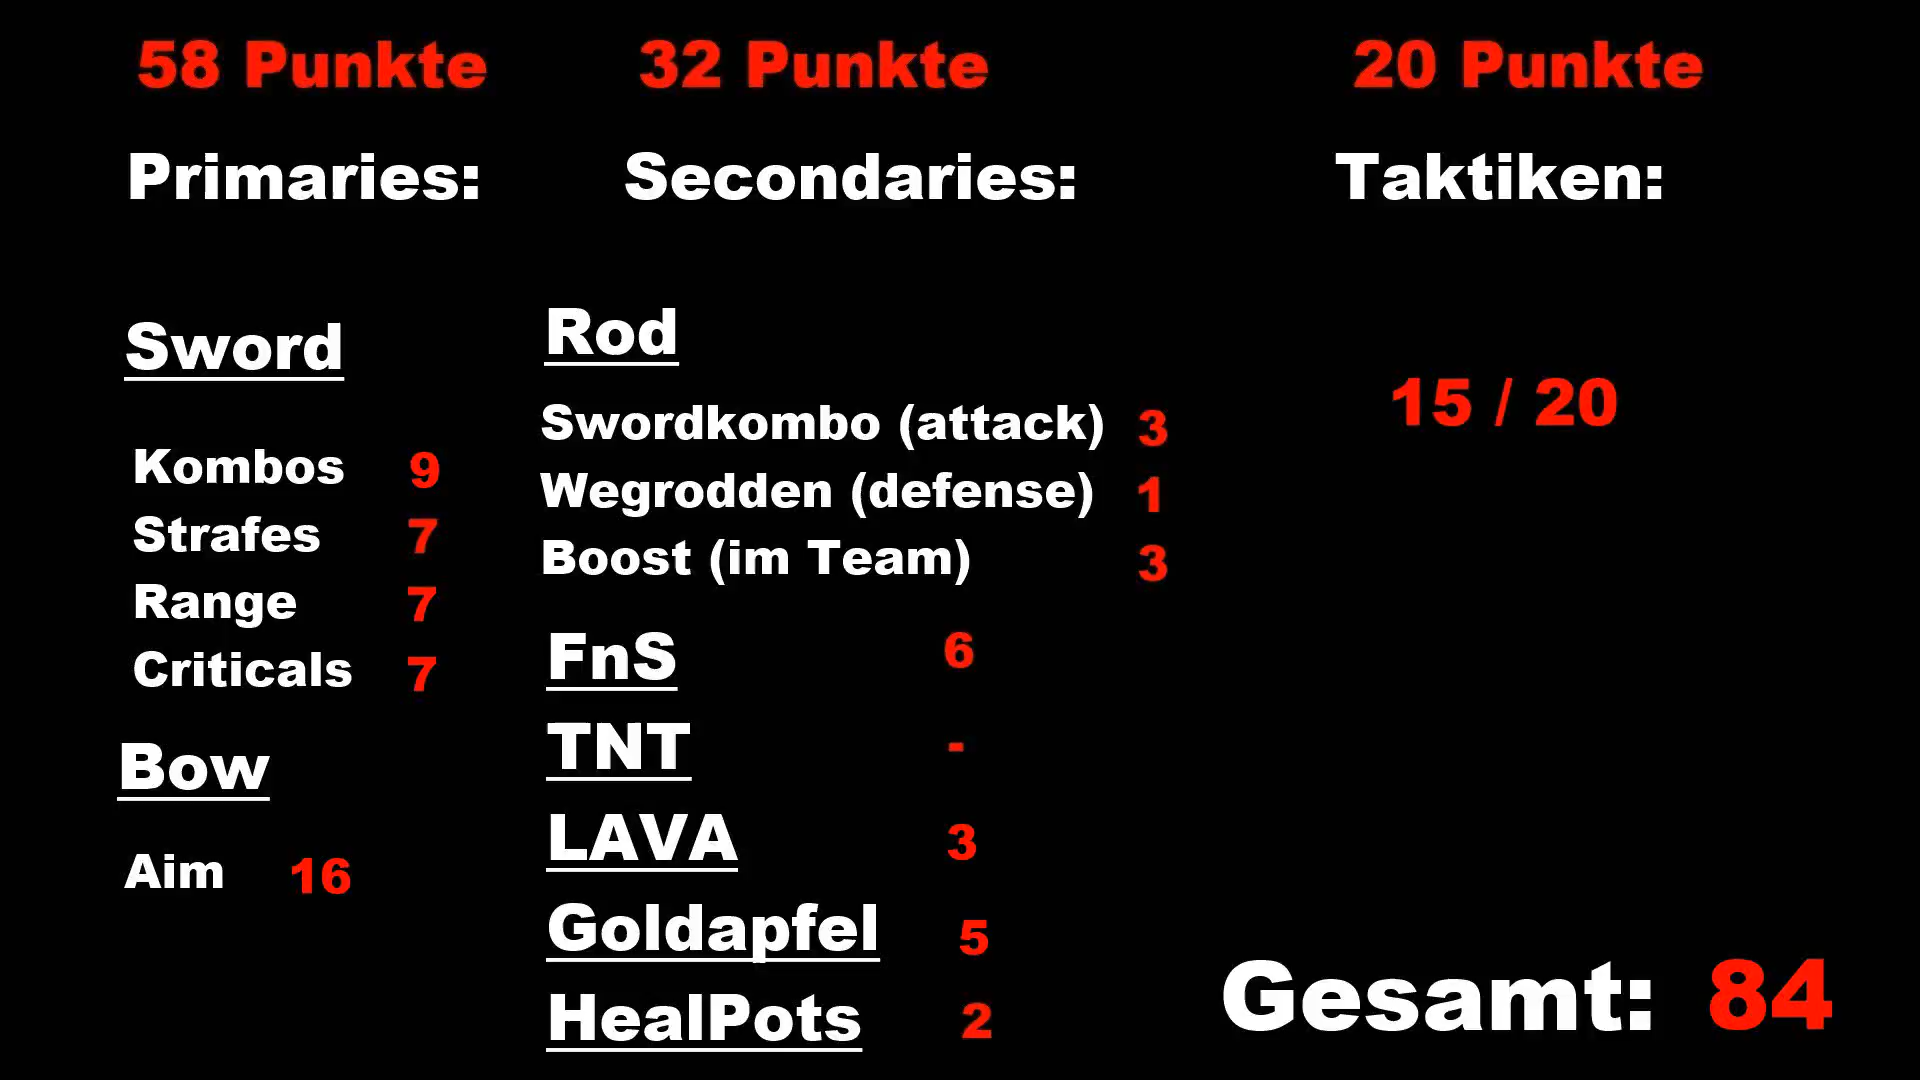 58 Punkte
32 Punkte
20 Punkte
Primaries:
Secondaries:
Taktiken:
Sword
Kombos 9
Strafes 7
Range 7
Criticals 7
Bow
Aim 16
Rod
Swordkombo (attack) 3
Wegrodden (defense) 1
Boost (im Team) 3
FnS 6
TNT -
LAVA 3
Goldapfel 5
HealPots 2
15 / 20
Gesamt: 84